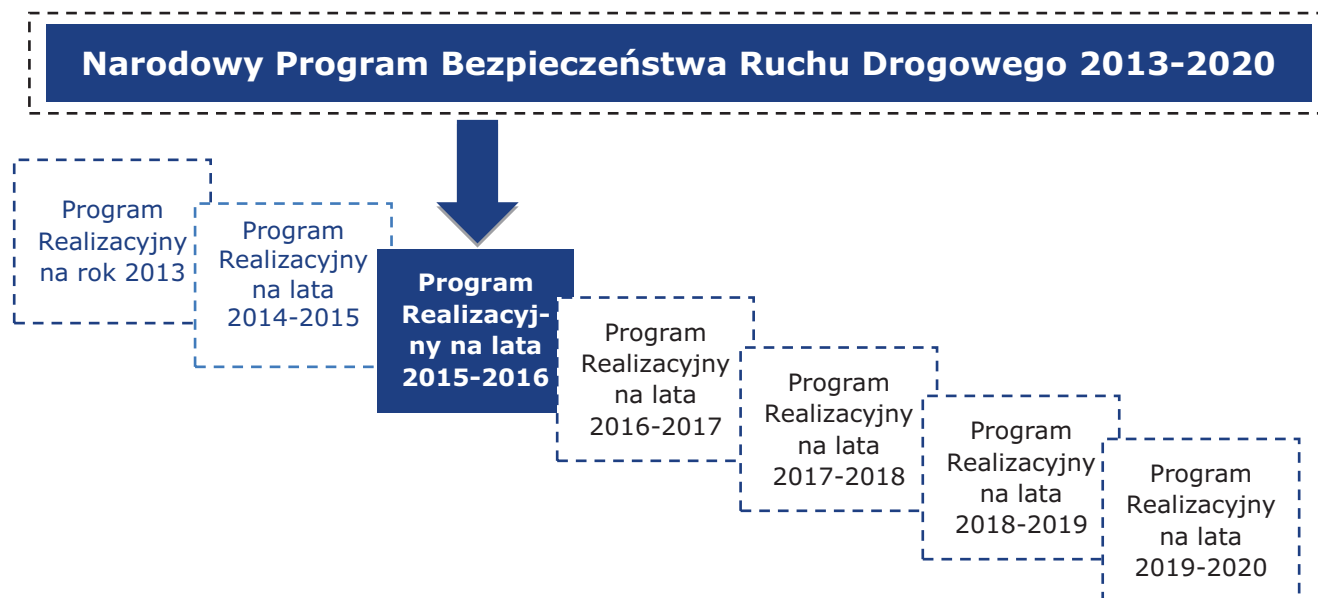 Narodowy Program Bezpieczeństwa Ruchu Drogowego 2013-2020
Program
Realizacyjny
na rok 2013
Program
Realizacyjny
na lata
2014-2015
Program
Realizacyj-
ny na lata
2015-2016
Program
Realizacyjny
na lata
2016-2017
Program
Realizacyjny
na lata
2017-2018
Program
Realizacyjny
na lata
2018-2019
Program
Realizacyjny
na lata
2019-2020